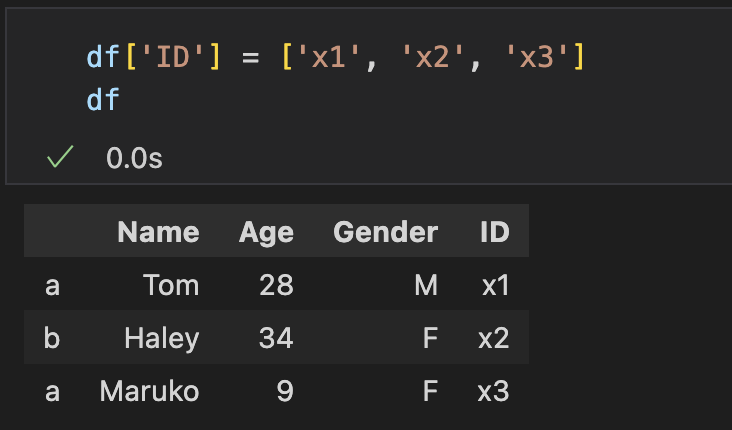 df['ID'] = ['x1', 'x2', 'x3']
df
0.0s
Name Age Gender ID
a Tom 28 M x1
b Haley 34 F x2
a Maruko 9 F x3